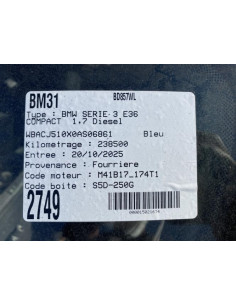 BM31 BD857WL
Type : BMW SERIE 3 E36
COMPACT 1.7 Diesel
WBACJ510X0AS06861 Bleu
Kilometrage : 238500
Entree : 20/10/2025
Provenance : Fourriere
Code moteur : M41B17_174T1
Code boite : S5D-250G
2749